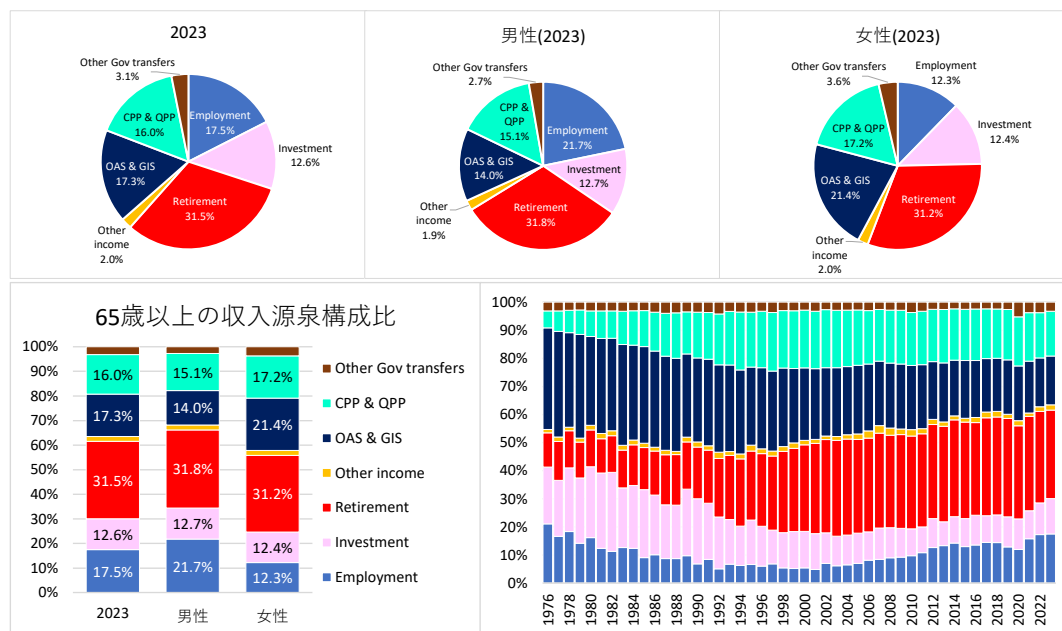 2023
Other Gov transfers
3.1%
CPP & QPP
16.0%
Employment
17.5%
Investment
12.6%
OAS & GIS
17.3%
Retirement
31.5%
Other
income
2.0%
男性(2023)
Other Gov transfers
2.7%
CPP &
QPP
15.1%
Employment
21.7%
OAS & GIS
14.0%
Investment
12.7%
Retirement
31.8%
Other
income
1.9%
女性(2023)
Other Gov transfers
3.6%
Employment
12.3%
CPP & QPP
17.2%
Investment
12.4%
OAS & GIS
21.4%
Retirement
31.2%
Other
income
2.0%
65歳以上の収入源泉構成比
100%
90%
80%
70%
60%
50%
40%
30%
20%
10%
0%
16.0%
17.3%
31.5%
12.6%
17.5%
15.1%
14.0%
31.8%
12.7%
21.7%
17.2%
21.4%
31.2%
12.4%
12.3%
2023
男性
女性
Other Gov transfers
CPP & QPP
OAS & GIS
Other income
Retirement
Investment
Employment
100%
90%
80%
70%
60%
50%
40%
30%
20%
10%
0%
1976
1978
1980
1982
1984
1986
1988
1990
1992
1994
1996
1998
2000
2002
2004
2006
2008
2010
2012
2014
2016
2018
2020
2022